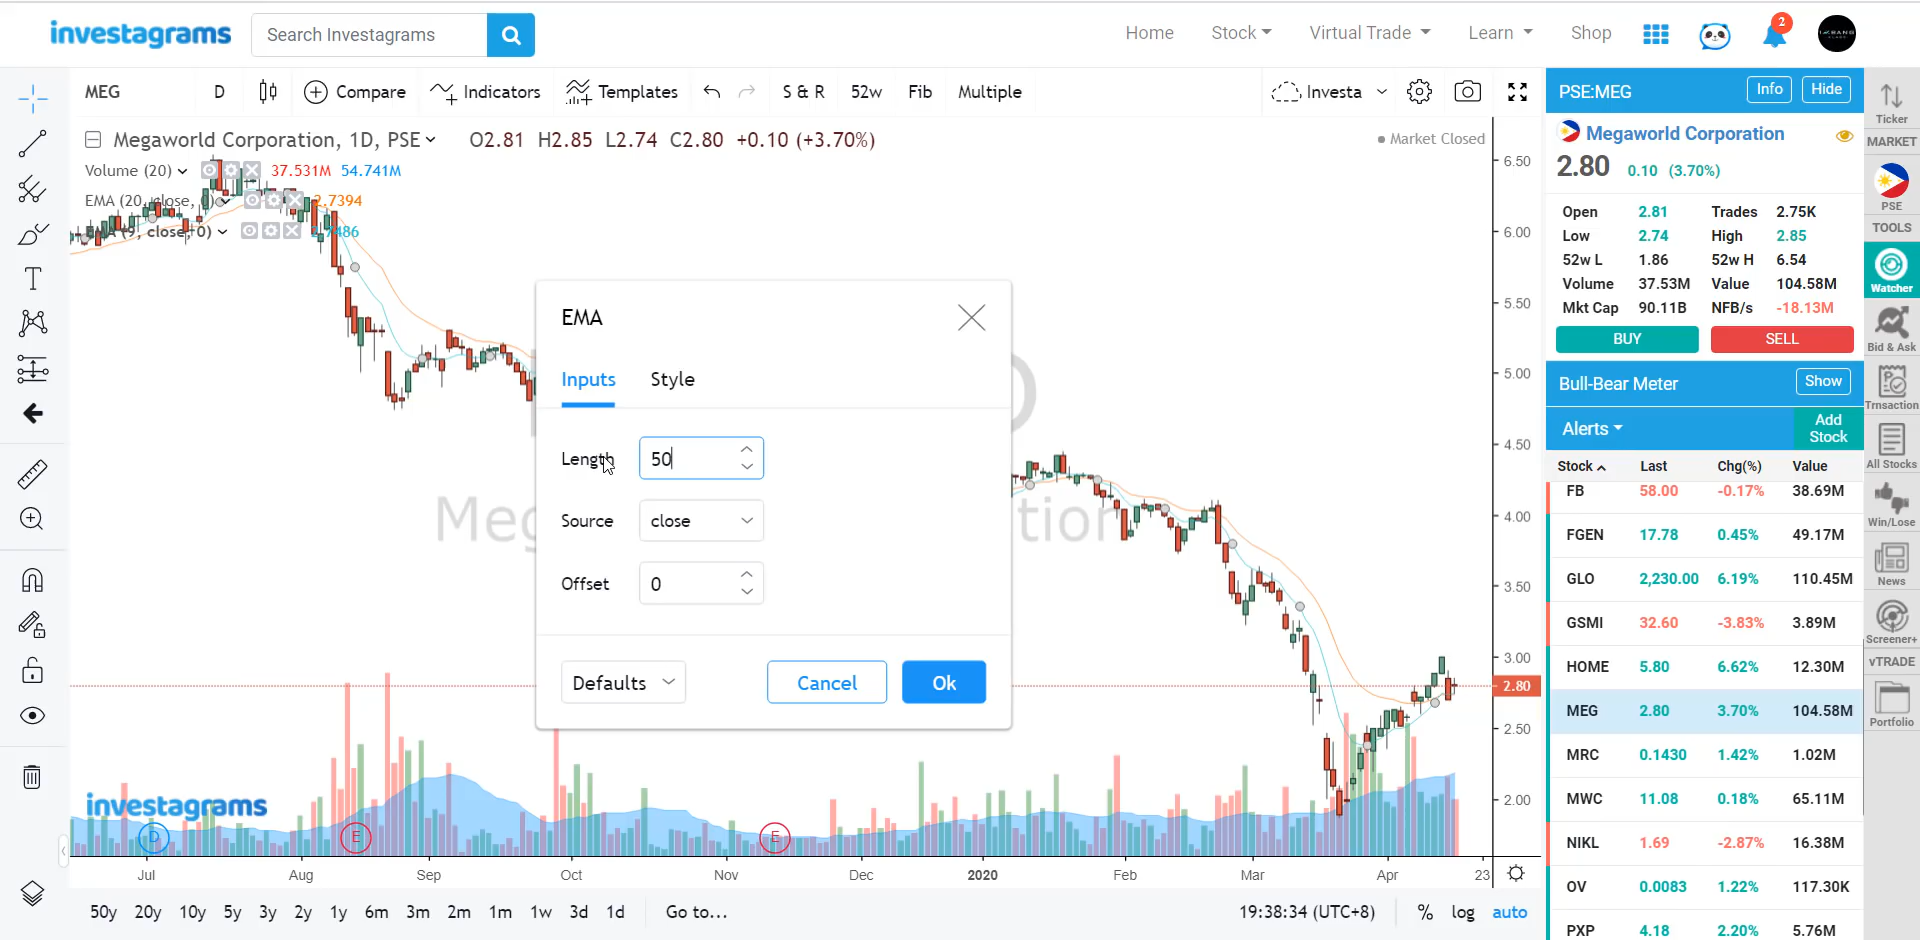 investagrams
Search Investagrams
Home
Stock
Virtual Trade
Learn
Shop
2
MEG
D
Compare
Indicators
Templates
S & R
52w
Fib
Multiple
Investa
Megaworld Corporation, 1D, PSE
O2.81 H2.85 L2.74 C2.80 +0.10 (+3.70%)
Market Closed
Volume (20)
37.531M 54.741M
EMA (20, close, 0)
2.7394
EMA (9, close, 0)
2.7486
EMA
Inputs
Style
Length
50
Source
close
Offset
0
Defaults
Cancel
Ok
6.50
6.00
5.50
5.00
4.50
4.00
3.50
3.00
2.80
2.50
2.00
investagrams
D
E
E
Jul
Aug
Sep
Oct
Nov
Dec
2020
Feb
Mar
Apr
23
50y 20y 10y 5y 3y 2y 1y 6m 3m 2m 1m 1w 3d 1d
Go to...
19:38:34 (UTC+8)
%
log
auto
PSE:MEG
Info
Hide
Megaworld Corporation
2.80 0.10 (3.70%)
Open 2.81 Trades 2.75K
Low 2.74 High 2.85
52w L 1.86 52w H 6.54
Volume 37.53M Value 104.58M
Mkt Cap 90.11B NFB/s -18.13M
BUY
SELL
Bull-Bear Meter
Show
Alerts
Add
Stock
Stock Last Chg(%) Value
FB 58.00 -0.17% 38.69M
FGEN 17.78 0.45% 49.17M
GLO 2,230.00 6.19% 110.45M
GSMI 32.60 -3.83% 3.89M
HOME 5.80 6.62% 12.30M
MEG 2.80 3.70% 104.58M
MRC 0.1430 1.42% 1.02M
MWC 11.08 0.18% 65.11M
NIKL 1.69 -2.87% 16.38M
OV 0.0083 1.22% 117.30K
PXP 4.18 2.20% 5.76M
Ticker
MARKET
PSE
TOOLS
Watcher
Bid & Ask
Trnsaction
All Stocks
Win/Lose
News
Screener+
vTRADE
Portfolio